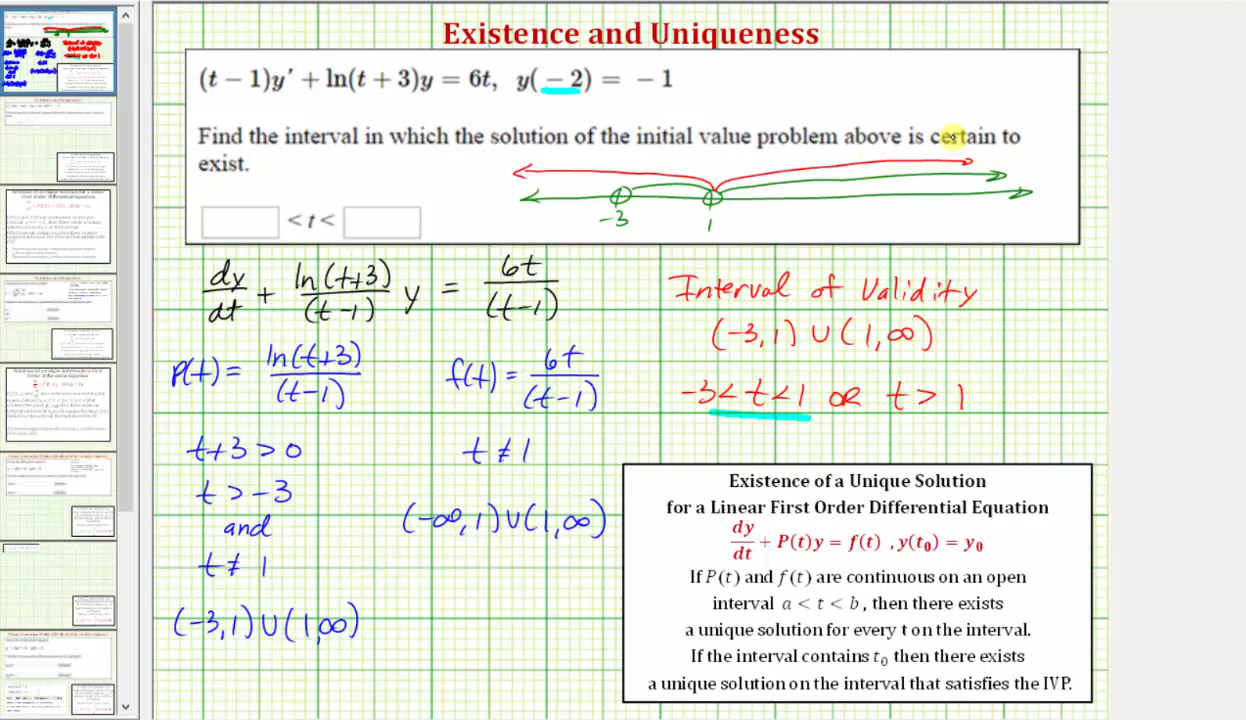 Existence and Uniqueness
(t − 1)y′ + ln(t + 3)y = 6t, y( − 2) = − 1
Find the interval in which the solution of the initial value problem above is certain to
exist.
-3
1
< t <
dy/dt + ln(t+3)/(t-1) y = 6t/(t-1)
P(t) = ln(t+3)/(t-1)
f(t) = 6t/(t-1)
t+3 > 0
t > -3
and
t ≠ 1
(-3,1) ∪ (1,∞)
t ≠ 1
(-∞,1) ∪ (1,∞)
Interval of Validity
(-3,1) ∪ (1,∞)
-3 < t < 1 OR t > 1
Existence of a Unique Solution
for a Linear First Order Differential Equation
dy/dt + P(t)y = f(t) , y(t₀) = y₀
If P(t) and f(t) are continuous on an open
interval a < t < b , then there exists
a unique solution for every t on the interval.
If the interval contains t₀ then there exists
a unique solution on the interval that satisfies the IVP.